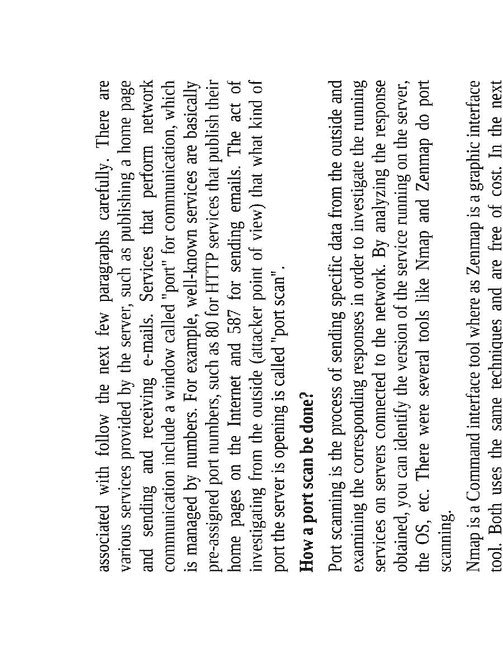 associated with follow the next few paragraphs carefully. There are
various services provided by the server, such as publishing a home page
and sending and receiving e-mails. Services that perform network
communication include a window called "port" for communication, which
is managed by numbers. For example, well-known services are basically
pre-assigned port numbers, such as 80 for HTTP services that publish their
home pages on the Internet and 587 for sending emails. The act of
investigating from the outside (attacker point of view) that what kind of
port the server is opening is called "port scan".
How a port scan be done?
Port scanning is the process of sending specific data from the outside and
examining the corresponding responses in order to investigate the running
services on servers connected to the network. By analyzing the response
obtained, you can identify the version of the service running on the server,
the OS, etc. There were several tools like Nmap and Zenmap do port
scanning.
Nmap is a Command interface tool where as Zenmap is a graphic interface
tool. Both uses the same techniques and are free of cost. In the next